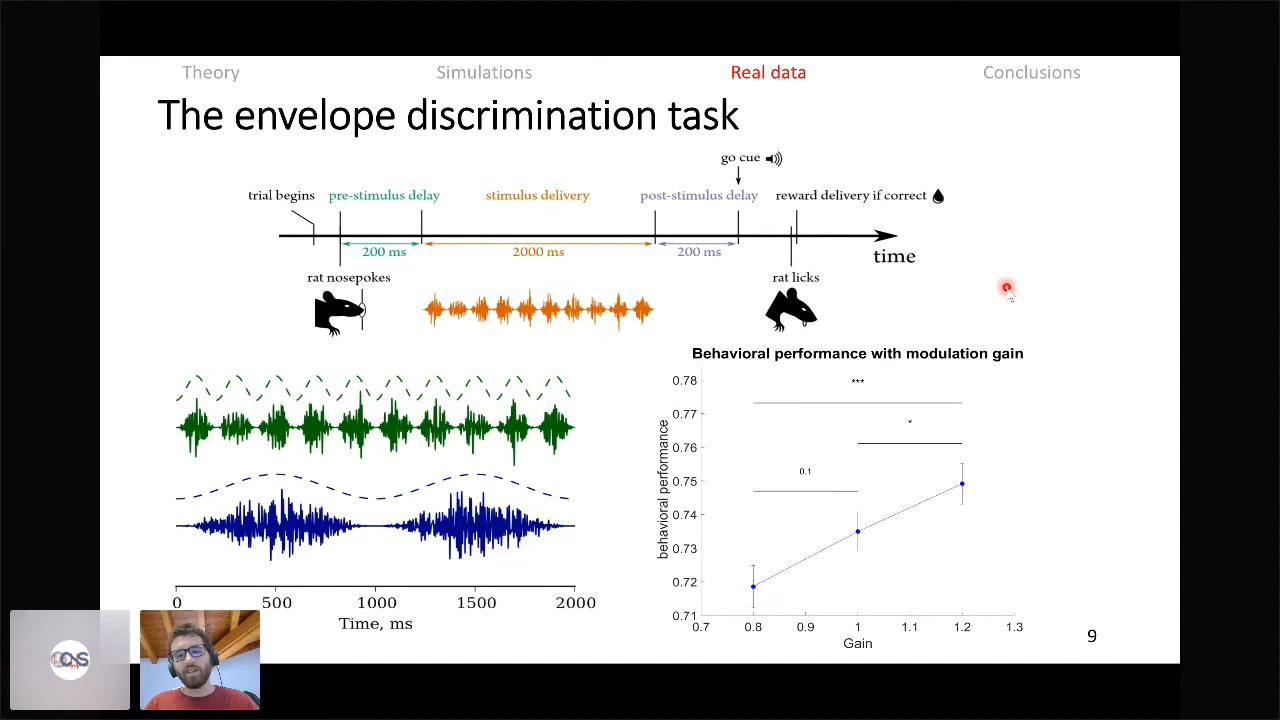 Theory Simulations Real data Conclusions
The envelope discrimination task
go cue
trial begins pre-stimulus delay stimulus delivery post-stimulus delay reward delivery if correct
200 ms 2000 ms 200 ms
time
rat nosepokes rat licks
Behavioral performance with modulation gain
0.78
***
0.77
*
0.76
0.1
0.75
0.74
0.73
0.72
0.71
behavioral performance
0.7 0.8 0.9 1 1.1 1.2 1.3
Gain
0 500 1000 1500 2000
Time, ms
9